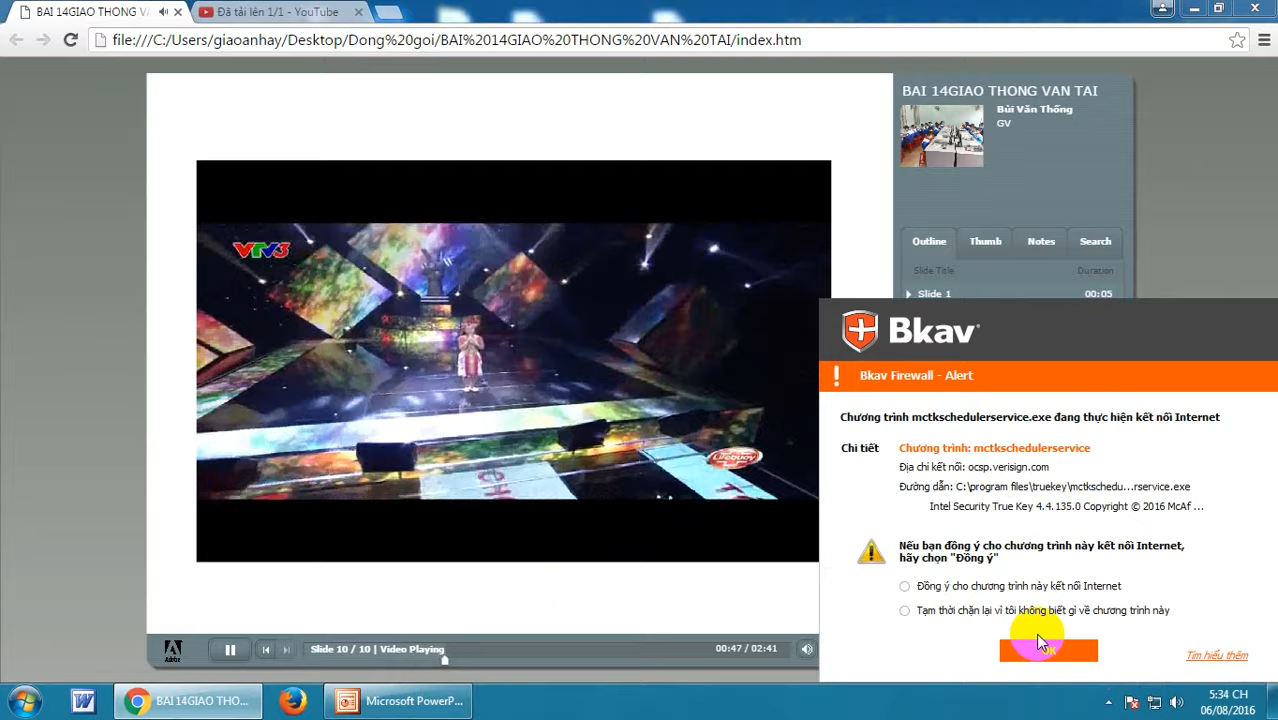 BAI 14GIAO THONG VA
Đã tải lên 1/1 - YouTube
file:///C:/Users/giaoanhay/Desktop/Dong%20goi/BAI%2014GIAO%20THONG%20VAN%20TAI/index.htm
BAI 14GIAO THONG VAN TAI
Bùi Văn Thống
GV
VTV3
Lifebuoy
Outline Thumb Notes Search
Slide Title Duration
Slide 1 00:05
Bkav
Bkav Firewall - Alert
Chương trình mctkschedulerservice.exe đang thực hiện kết nối Internet
Chi tiết Chương trình: mctkschedulerservice
Địa chỉ kết nối: ocsp.verisign.com
Đường dẫn: C:\program files\truekey\mctkschedu...rservice.exe
Intel Security True Key 4.4.135.0 Copyright © 2016 McAf ...
Nếu bạn đồng ý cho chương trình này kết nối Internet,
hãy chọn "Đồng ý"
Đồng ý cho chương trình này kết nối Internet
Tạm thời chặn lại vì tôi không biết gì về chương trình này
OK
Tìm hiểu thêm
Adobe
Slide 10 / 10 | Video Playing 00:47 / 02:41
BAI 14GIAO THO...
Microsoft PowerP...
5:34 CH
06/08/2016